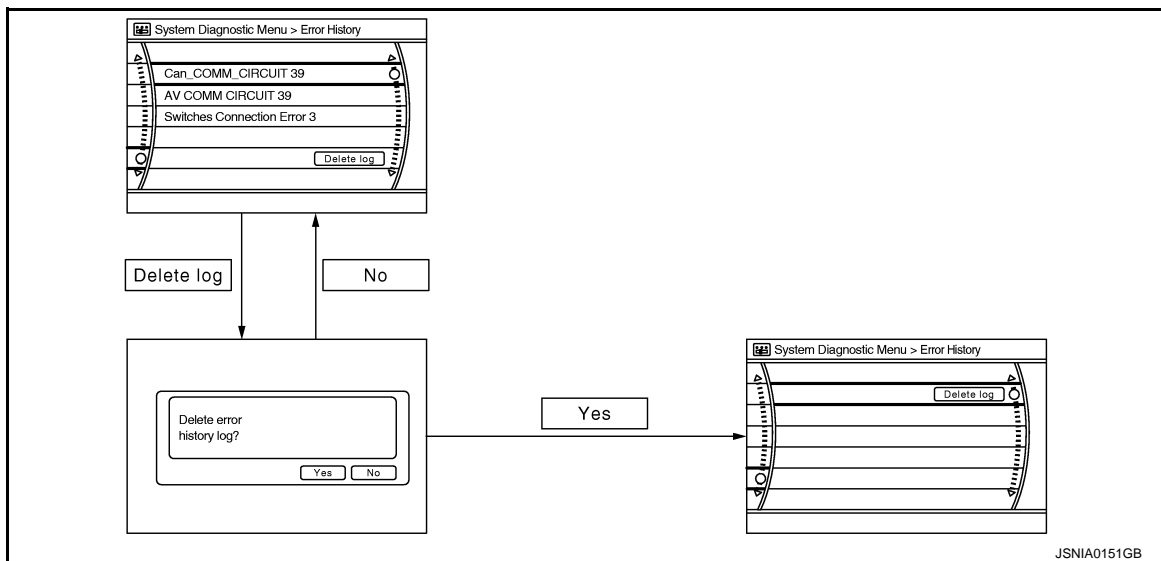 System Diagnostic Menu > Error History
Can_COMM_CIRCUIT 39
AV COMM CIRCUIT 39
Switches Connection Error 3
Delete log
Delete log
No
Delete error
history log?
Yes
No
Yes
System Diagnostic Menu > Error History
Delete log
JSNIA0151GB